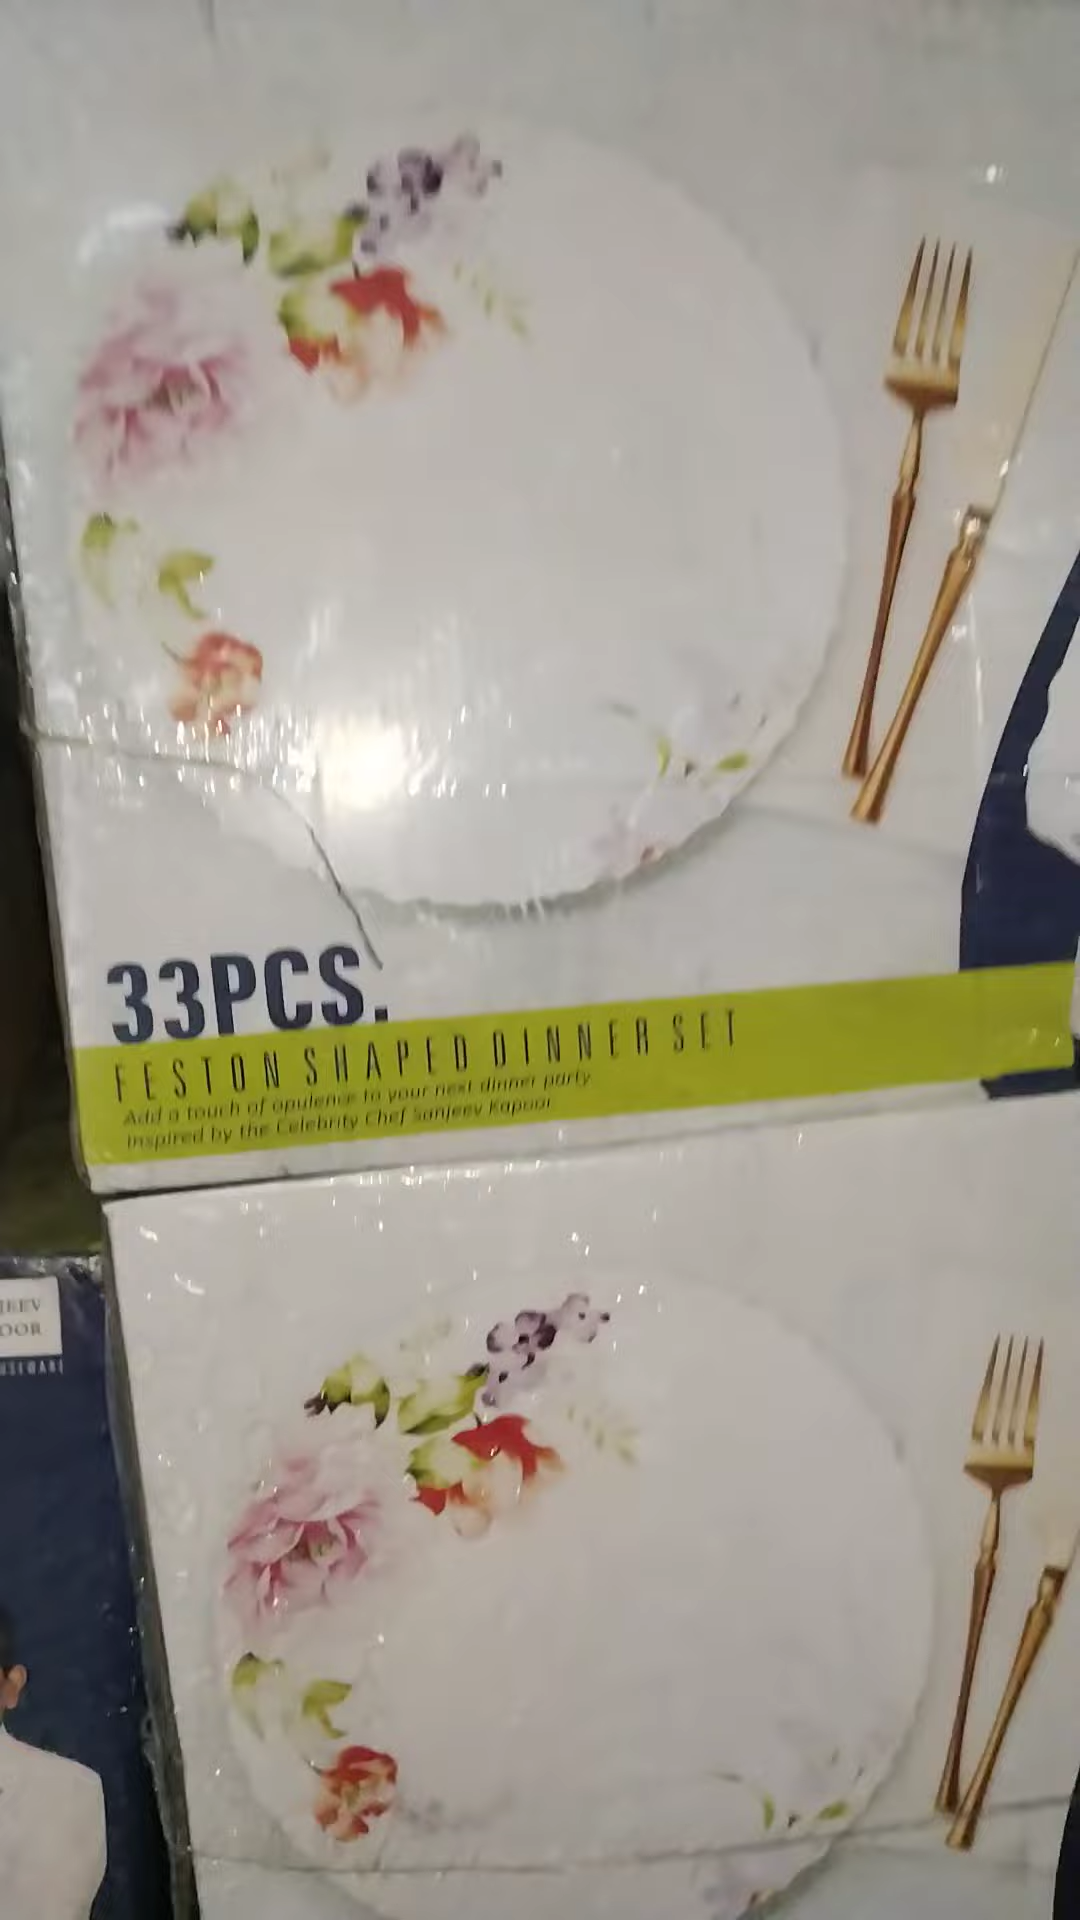 33PCS.
FESTON SHAPED DINNER SET
Add a touch of opulence to your next dinner party
Inspired by the Celebrity Chef Sanjeev Kapoor
JEEV
OOR